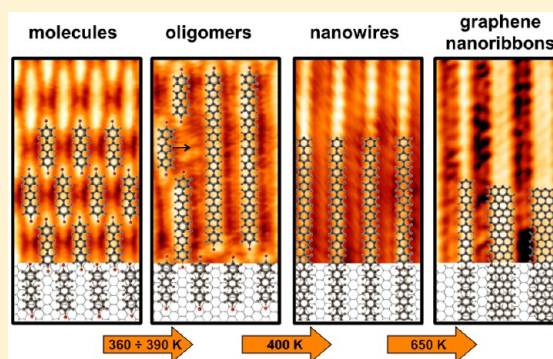 molecules
oligomers
nanowires
graphene
nanoribbons
360 ÷ 390 K
400 K
650 K